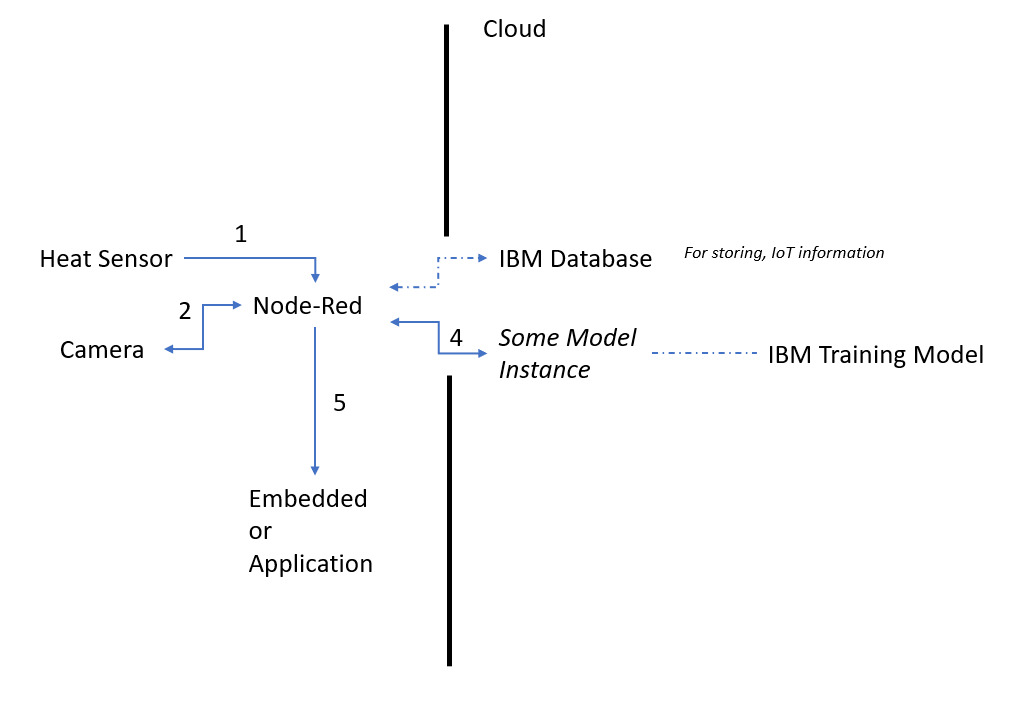 Cloud
1
Heat Sensor
IBM Database
For storing, IoT information
2
Node-Red
Camera
4
Some Model
Instance
IBM Training Model
5
Embedded
or
Application